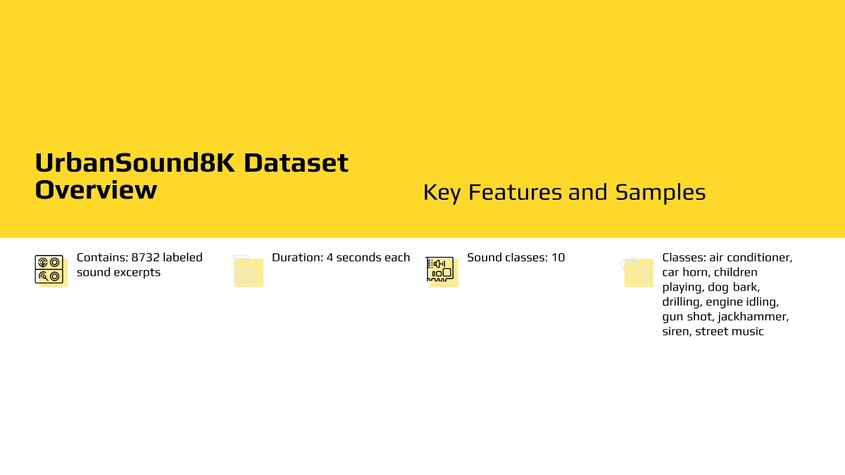 UrbanSound8K Dataset
Overview
Key Features and Samples
Contains: 8732 labeled
sound excerpts
Duration: 4 seconds each
Sound classes: 10
Classes: air conditioner,
car horn, children
playing, dog bark,
drilling, engine idling,
gun shot, jackhammer,
siren, street music